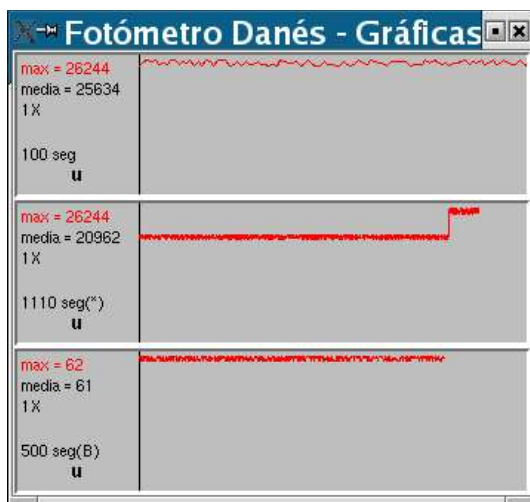 Fotómetro Danés - Gráficas
max = 26244
media = 25634
1X
100 seg
u
max = 26244
media = 20962
1X
1110 seg(*)
u
max = 62
media = 61
1X
500 seg(B)
u